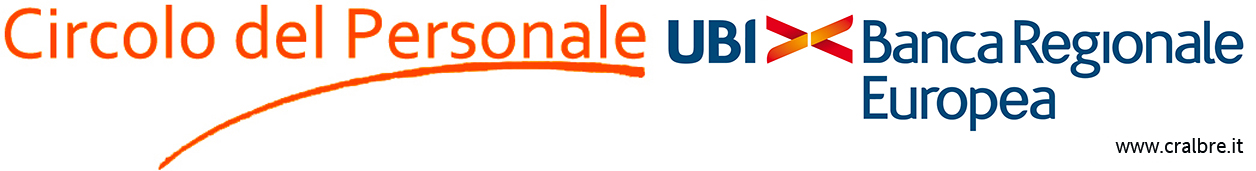 Circolo del Personale
UBI Banca Regionale
Europea
www.cralbre.it